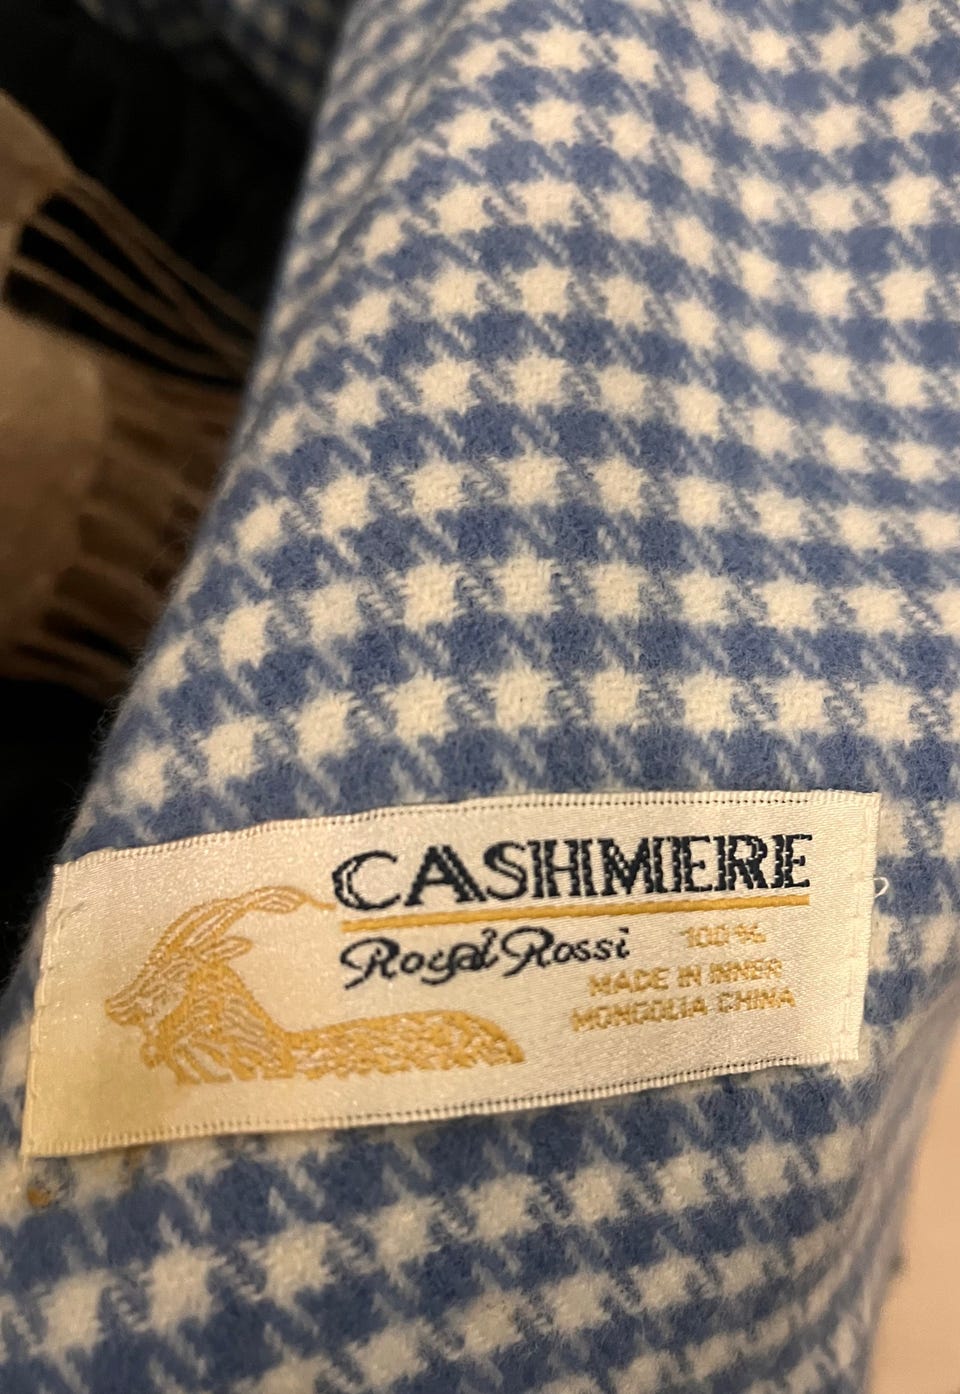 CASHMERE
Royal Rossi
100%
MADE IN INNER
MONGOLIA CHINA